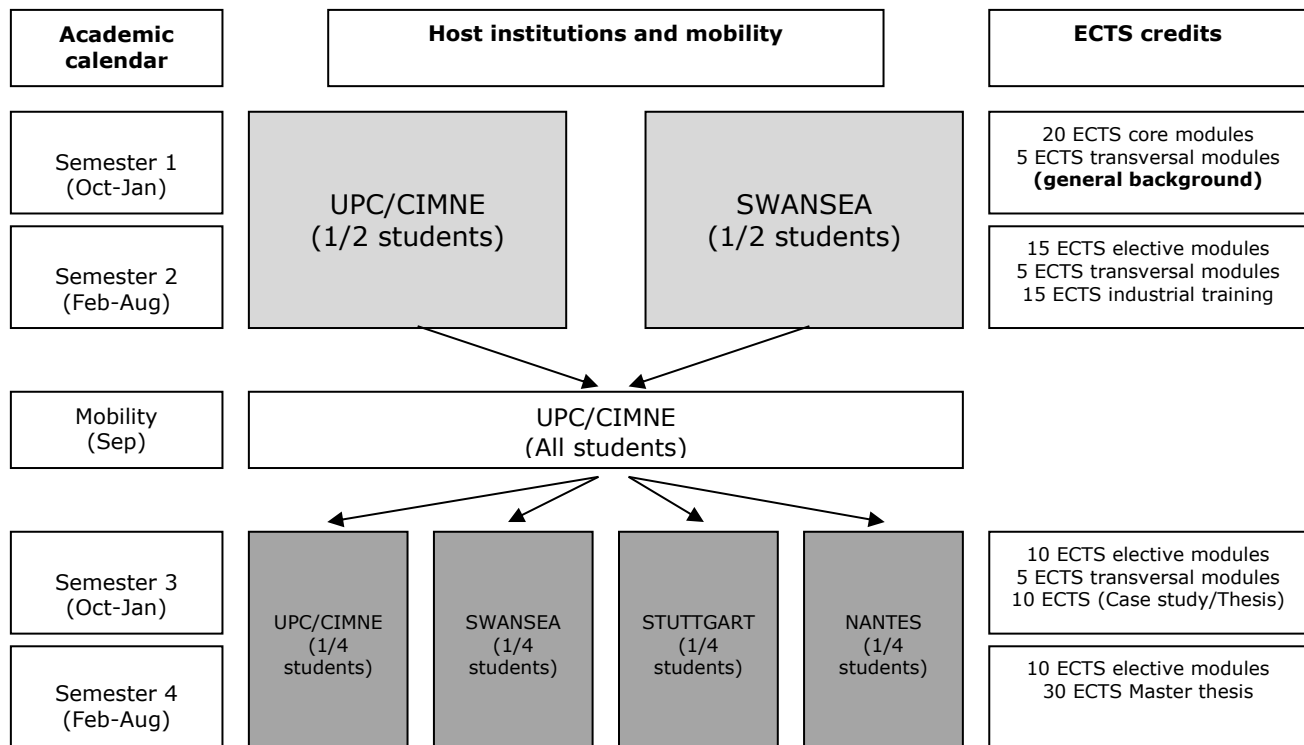 Academic
calendar
Host institutions and mobility
ECTS credits
Semester 1
(Oct-Jan)
UPC/CIMNE
(1/2 students)
SWANSEA
(1/2 students)
20 ECTS core modules
5 ECTS transversal modules
(general background)
Semester 2
(Feb-Aug)
15 ECTS elective modules
5 ECTS transversal modules
15 ECTS industrial training
Mobility
(Sep)
UPC/CIMNE
(All students)
Semester 3
(Oct-Jan)
UPC/CIMNE
(1/4
students)
SWANSEA
(1/4
students)
STUTTGART
(1/4
students)
NANTES
(1/4
students)
10 ECTS elective modules
5 ECTS transversal modules
10 ECTS (Case study/Thesis)
Semester 4
(Feb-Aug)
10 ECTS elective modules
30 ECTS Master thesis